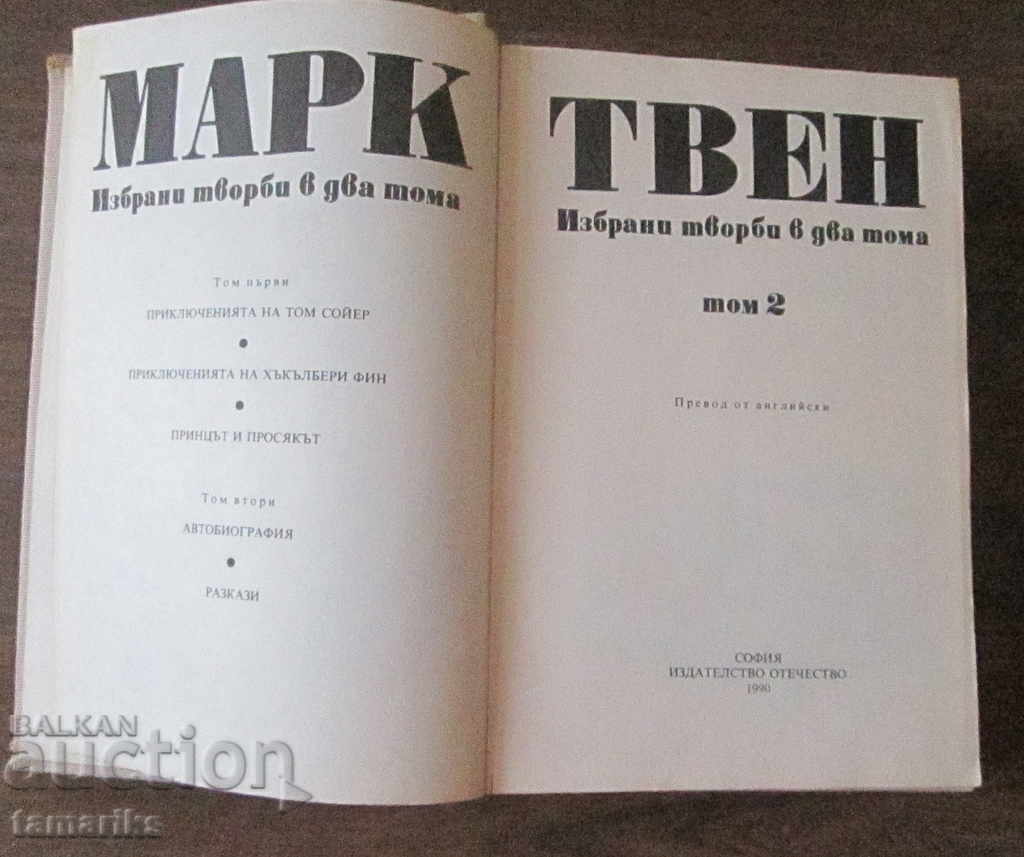 МАРК
Избрани творби в два тома
Том първи
ПРИКЛЮЧЕНИЯТА НА ТОМ СОЙЕР
ПРИКЛЮЧЕНИЯТА НА ХЪКЪЛБЕРИ ФИН
ПРИНЦЪТ И ПРОСЯКЪТ
Том втори
АВТОБИОГРАФИЯ
РАЗКАЗИ
ТВЕН
Избрани творби в два тома
том 2
Превод от английски
СОФИЯ
ИЗДАТЕЛСТВО ОТЕЧЕСТВО
1990
BALKAN
auction
tamariks